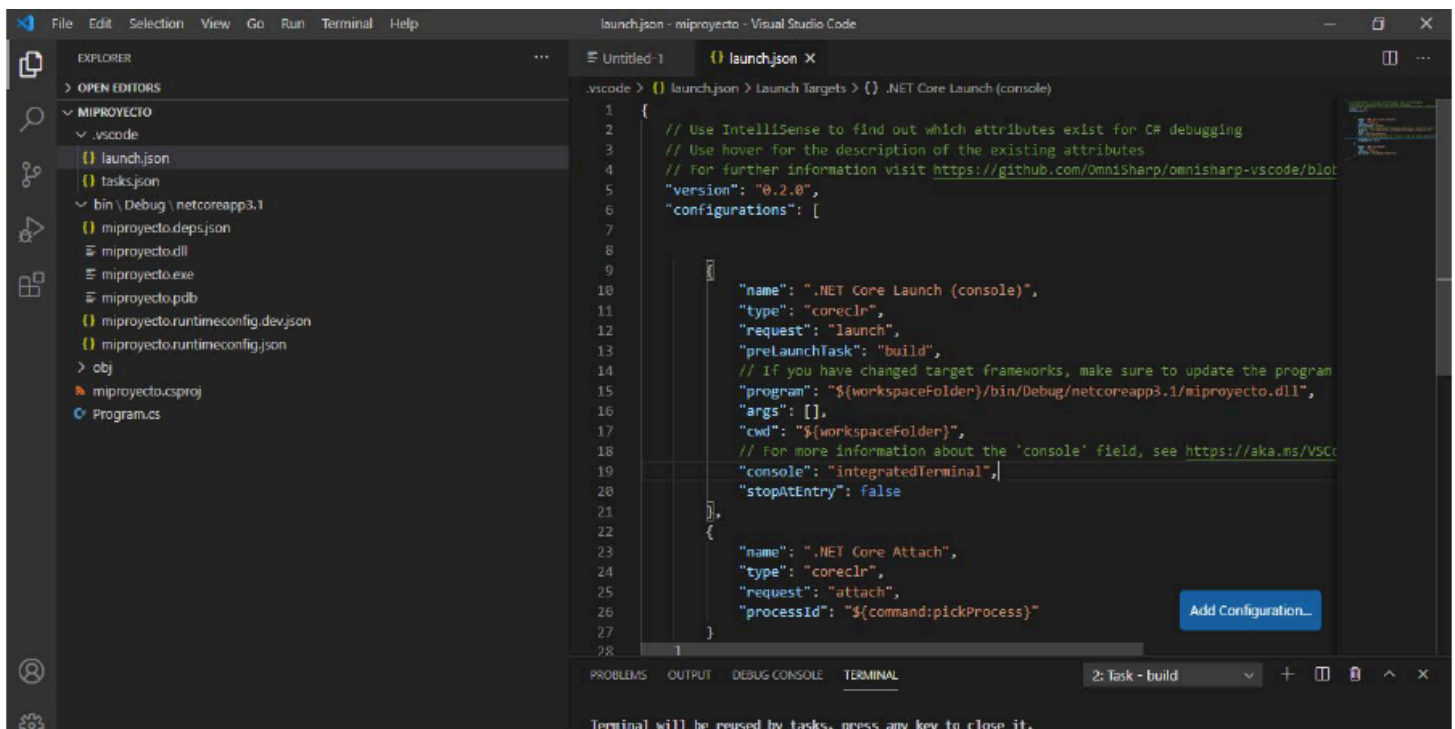 File Edit Selection View Go Run Terminal Help
launch.json - miproyecto - Visual Studio Code
EXPLORER
OPEN EDITORS
MIPROYECTO
.vscode
{} launch.json
{} tasks.json
bin \ Debug \ netcoreapp3.1
{} miproyecto.deps.json
miproyecto.dll
miproyecto.exe
miproyecto.pdb
{} miproyecto.runtimeconfig.dev.json
{} miproyecto.runtimeconfig.json
> obj
miproyecto.csproj
Program.cs
Untitled-1
{} launch.json
.vscode > {} launch.json > Launch Targets > {} .NET Core Launch (console)
1 {
2 // Use IntelliSense to find out which attributes exist for C# debugging
3 // Use hover for the description of the existing attributes
4 // For further information visit https://github.com/OmniSharp/omnisharp-vscode/blob
5 "version": "0.2.0",
6 "configurations": [
7
8
9 {
10 "name": ".NET Core Launch (console)",
11 "type": "coreclr",
12 "request": "launch",
13 "preLaunchTask": "build",
14 // If you have changed target frameworks, make sure to update the program
15 "program": "${workspaceFolder}/bin/Debug/netcoreapp3.1/miproyecto.dll",
16 "args": [],
17 "cwd": "${workspaceFolder}",
18 // For more information about the 'console' field, see https://aka.ms/VSCo
19 "console": "integratedTerminal",
20 "stopAtEntry": false
21 },
22 {
23 "name": ".NET Core Attach",
24 "type": "coreclr",
25 "request": "attach",
26 "processId": "${command:pickProcess}"
27 }
28 ]
Add Configuration...
PROBLEMS OUTPUT DEBUG CONSOLE TERMINAL
2: Task - build
Terminal will be reused by tasks, press any key to close it.